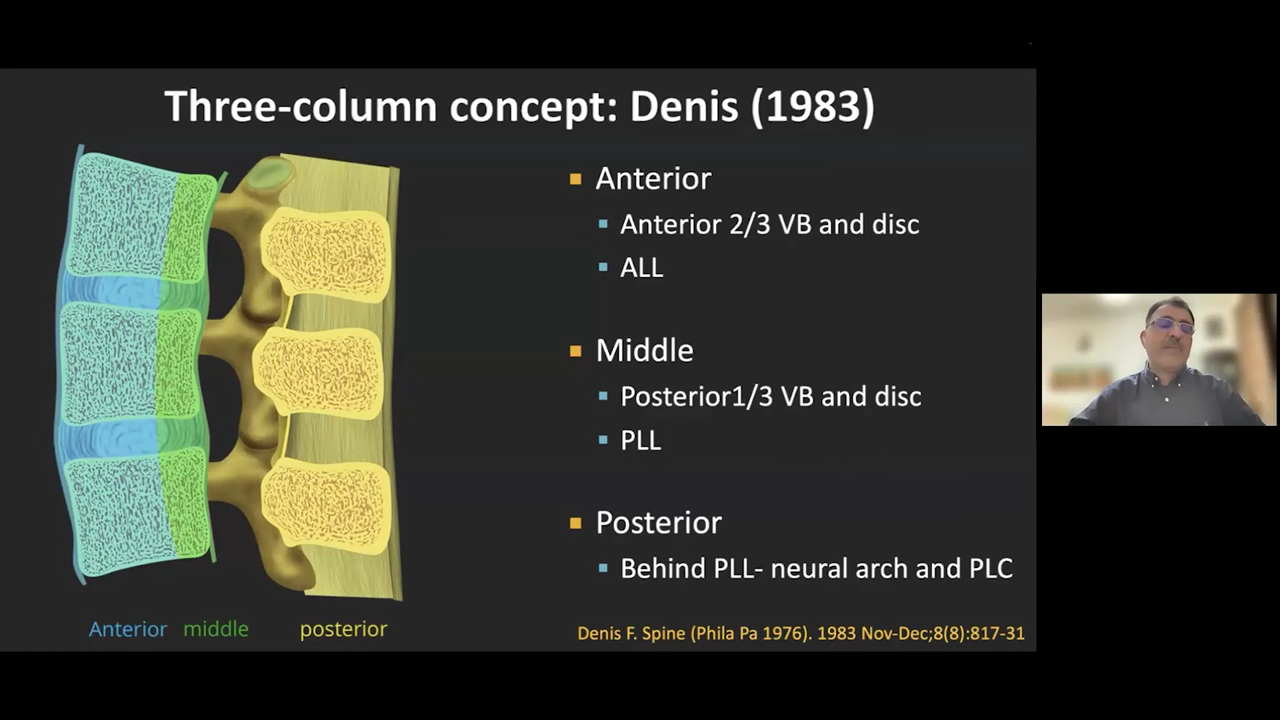 Three-column concept: Denis (1983)
Anterior
Anterior 2/3 VB and disc
ALL
Middle
Posterior1/3 VB and disc
PLL
Posterior
Behind PLL- neural arch and PLC
Anterior middle posterior
Denis F. Spine (Phila Pa 1976). 1983 Nov-Dec;8(8):817-31